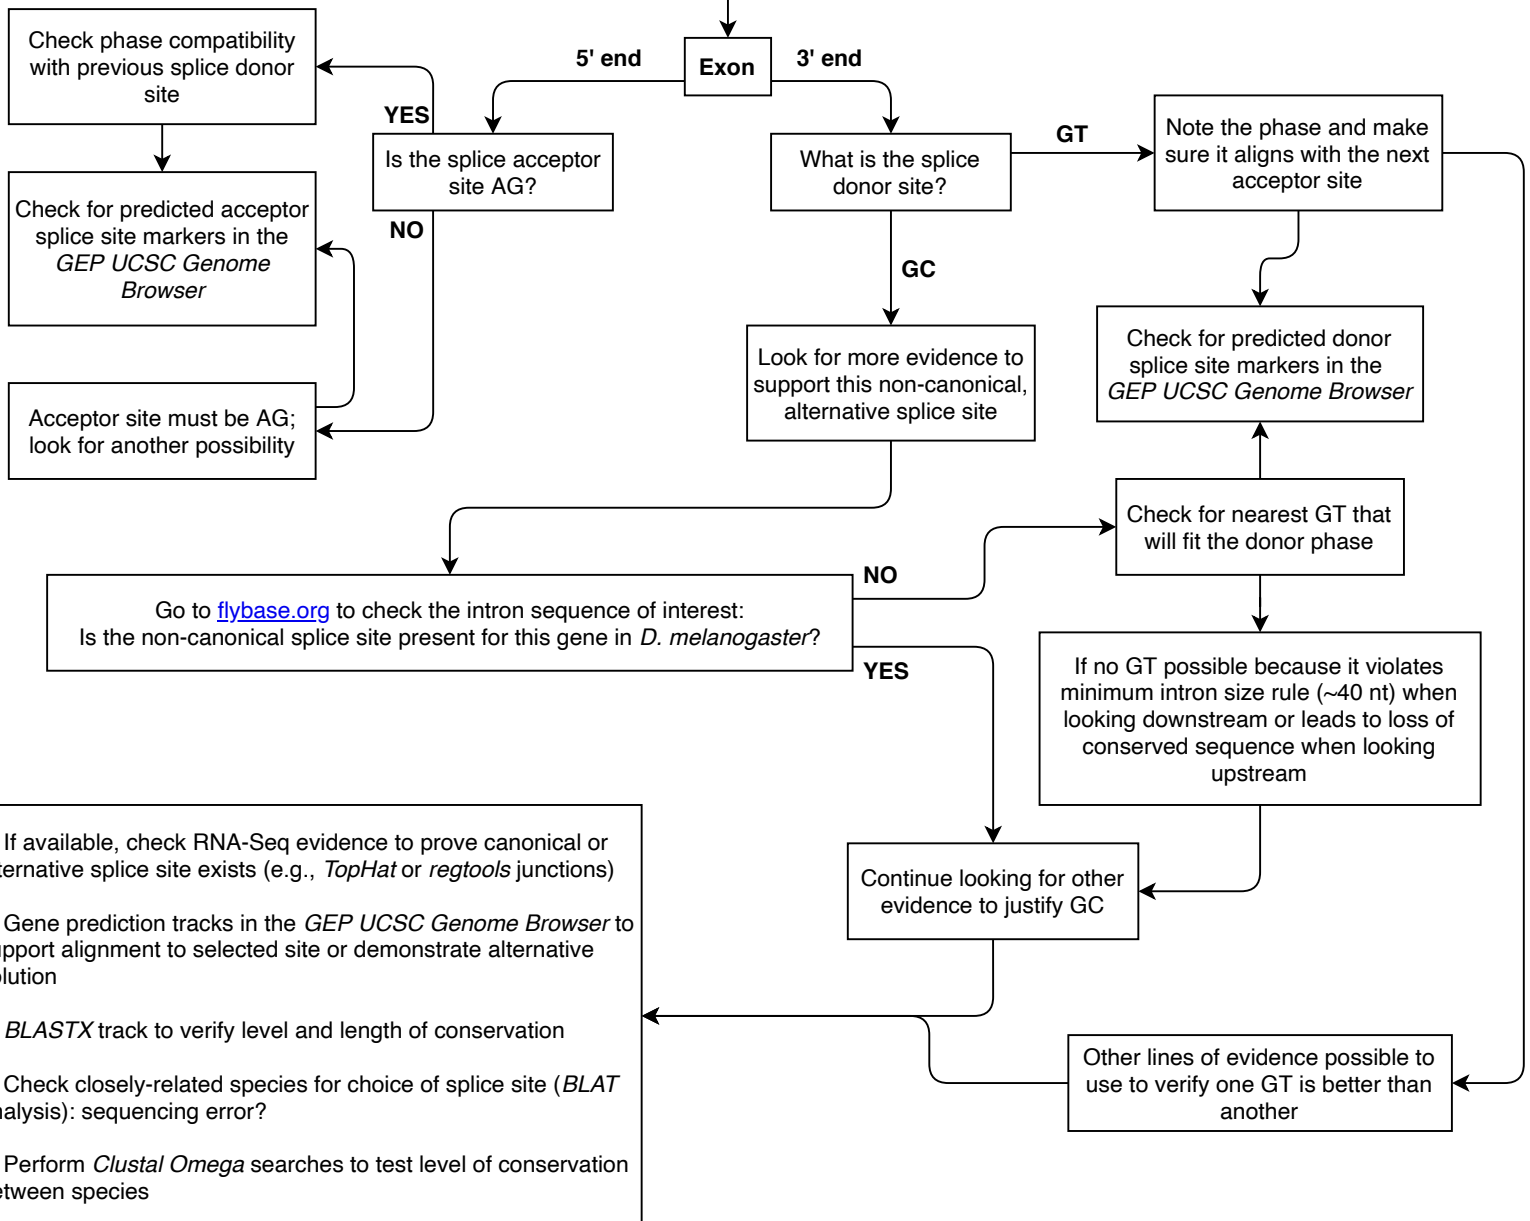 Check phase compatibility
with previous splice donor
site
5' end
Exon
3' end
YES
Is the splice acceptor
site AG?
NO
What is the splice
donor site?
GT
Note the phase and make
sure it aligns with the next
acceptor site
Check for predicted acceptor
splice site markers in the
GEP UCSC Genome
Browser
Acceptor site must be AG;
look for another possibility
GC
Look for more evidence to
support this non-canonical,
alternative splice site
Check for predicted donor
splice site markers in the
GEP UCSC Genome Browser
Check for nearest GT that
will fit the donor phase
Go to flybase.org to check the intron sequence of interest:
Is the non-canonical splice site present for this gene in D. melanogaster?
NO
YES
If no GT possible because it violates
minimum intron size rule (~40 nt) when
looking downstream or leads to loss of
conserved sequence when looking
upstream
Continue looking for other
evidence to justify GC
Other lines of evidence possible to
use to verify one GT is better than
another
If available, check RNA-Seq evidence to prove canonical or
ternative splice site exists (e.g., TopHat or regtools junctions)
Gene prediction tracks in the GEP UCSC Genome Browser to
pport alignment to selected site or demonstrate alternative
lution
BLASTX track to verify level and length of conservation
Check closely-related species for choice of splice site (BLAT
alysis): sequencing error?
Perform Clustal Omega searches to test level of conservation
tween species